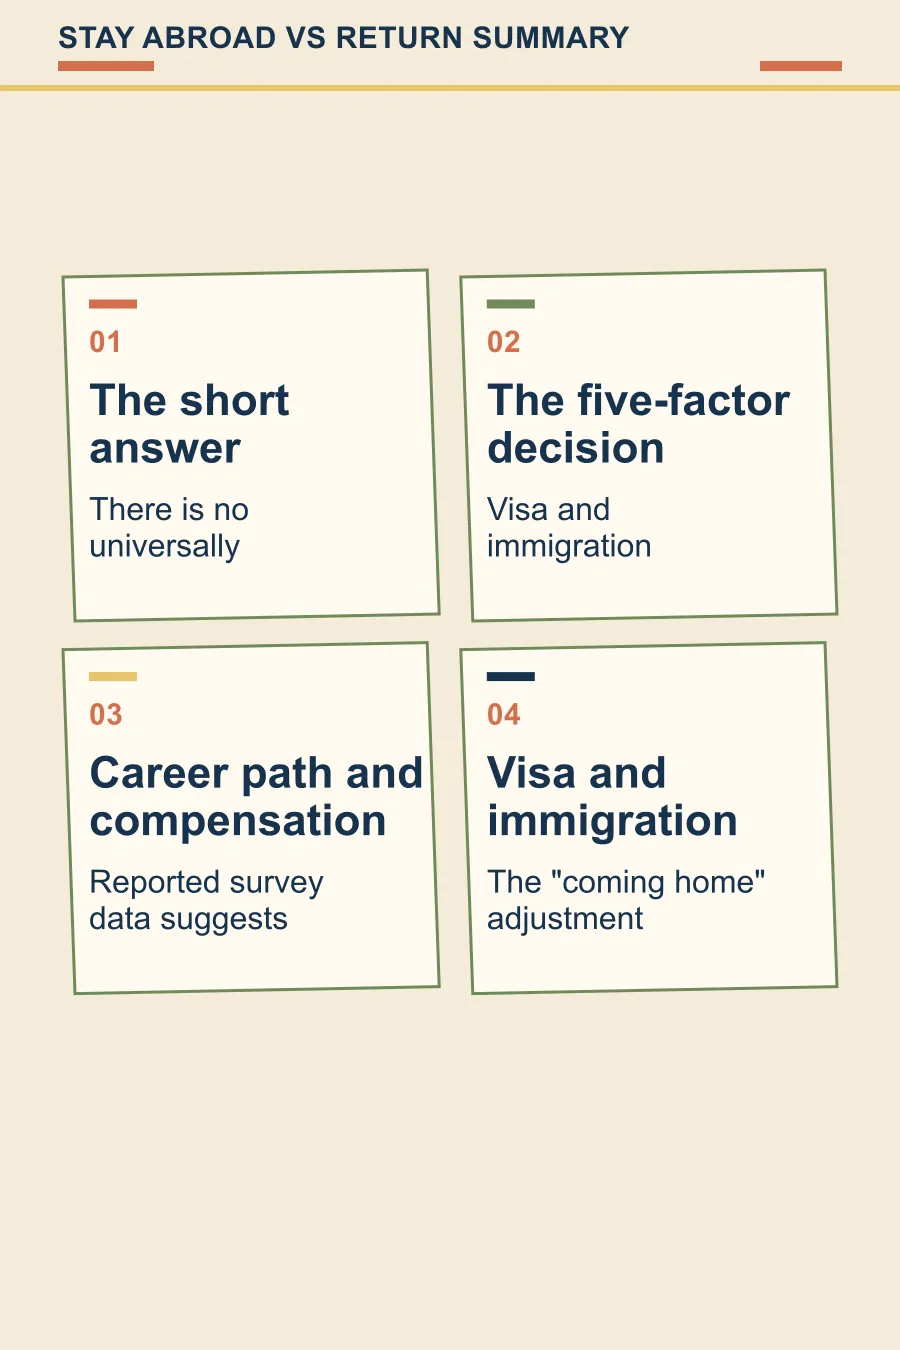 STAY ABROAD VS RETURN SUMMARY
01
The short
answer
There is no
universally
02
The five-factor
decision
Visa and
immigration
03
Career path and
compensation
Reported survey
data suggests
04
Visa and
immigration
The "coming home"
adjustment